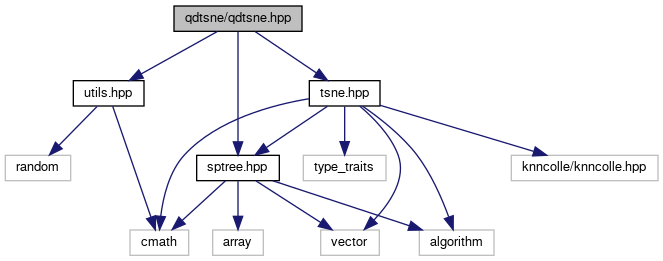 qdtsne/qdtsne.hpp
utils.hpp
tsne.hpp
random
sptree.hpp
type_traits
knncolle/knncolle.hpp
cmath
array
vector
algorithm